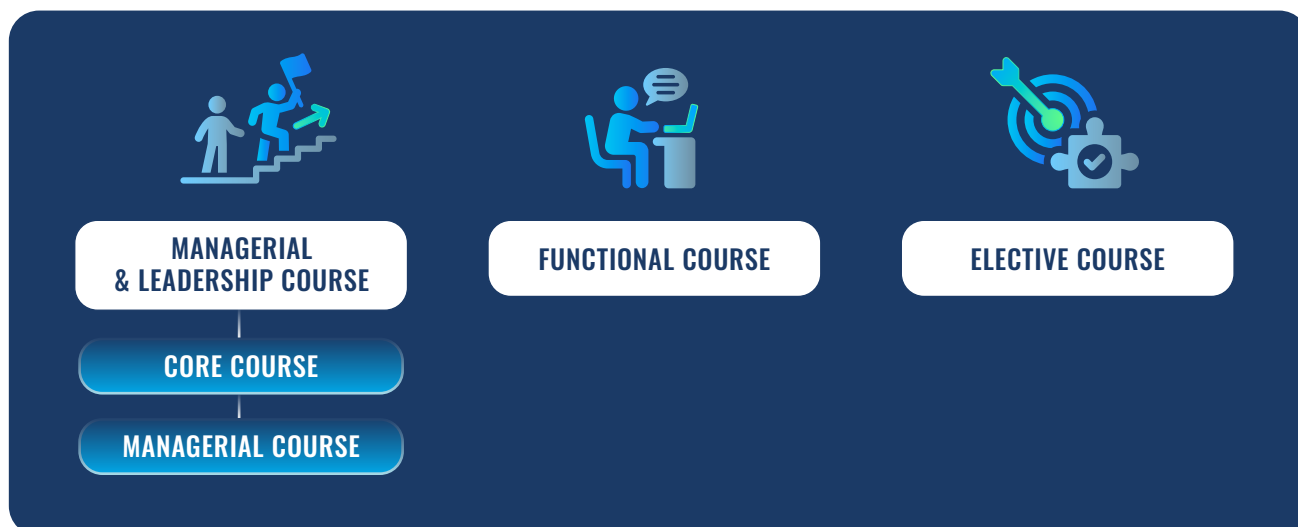 MANAGERIAL
& LEADERSHIP COURSE
CORE COURSE
MANAGERIAL COURSE
FUNCTIONAL COURSE
ELECTIVE COURSE